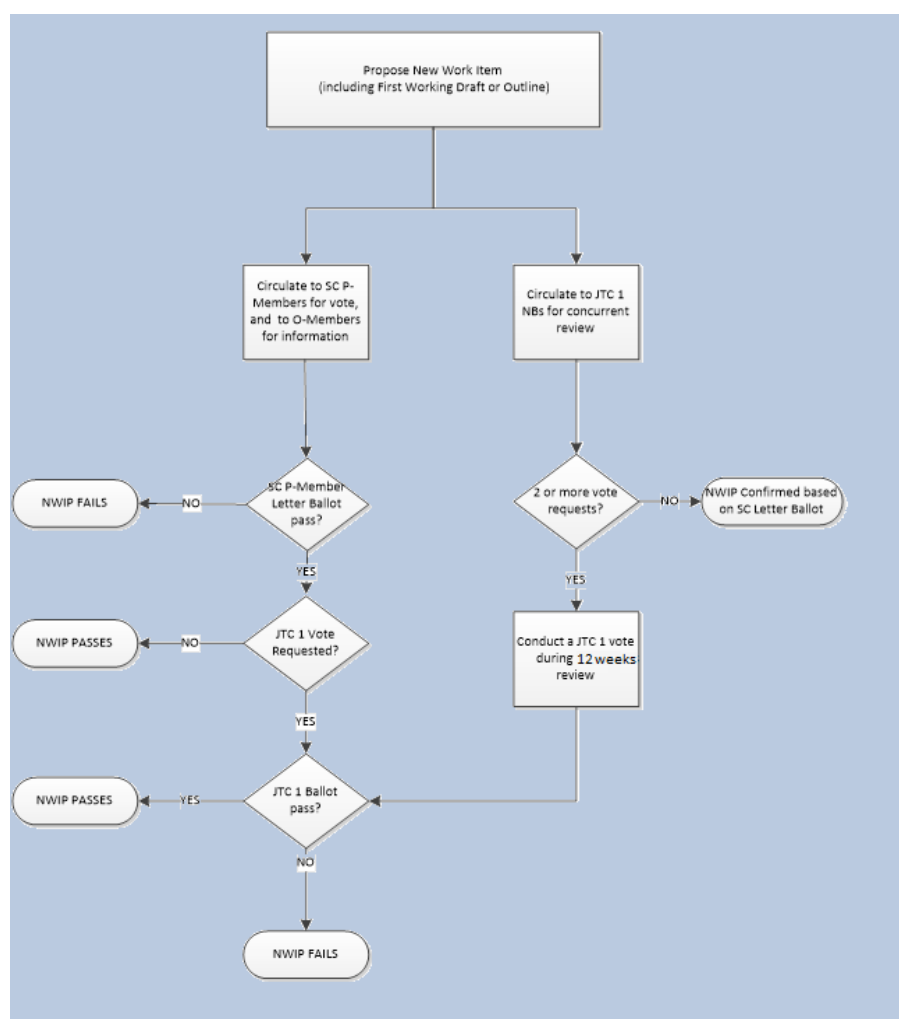 Propose New Work Item
(including First Working Draft or Outline)
Circulate to SC P-
Members for vote,
and to O-Members
for information
Circulate to JTC 1
NBs for concurrent
review
SC P-Member
Letter Ballot
pass?
NO
NWIP FAILS
2 or more vote
requests?
NO
NWIP Confirmed based
on SC Letter Ballot
YES
YES
JTC 1 Vote
Requested?
NO
NWIP PASSES
Conduct a JTC 1 vote
during 12 weeks
review
YES
JTC 1 Ballot
pass?
YES
NWIP PASSES
NO
NWIP FAILS